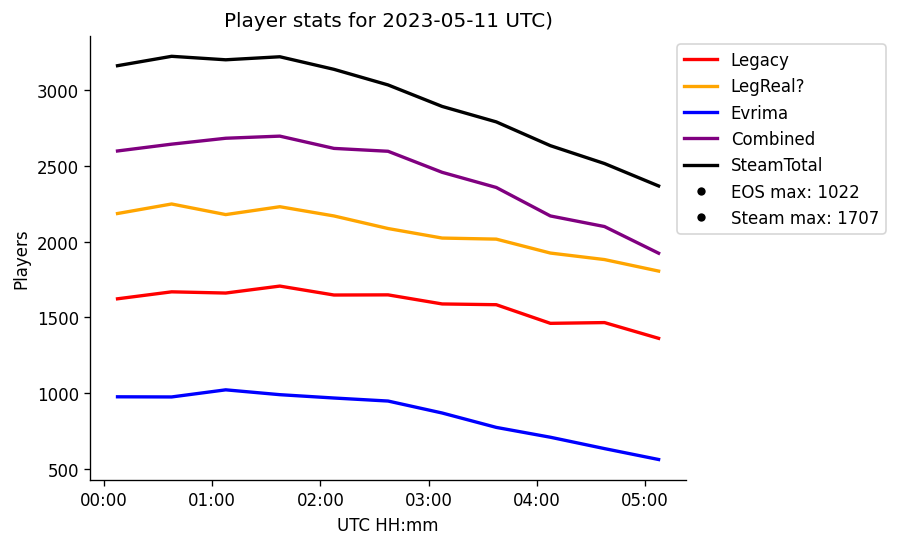 Player stats for 2023-05-11 UTC)
Legacy
LegReal?
Evrima
Combined
SteamTotal
EOS max: 1022
Steam max: 1707
Players
3000
2500
2000
1500
1000
500
00:00 01:00 02:00 03:00 04:00 05:00
UTC HH:mm